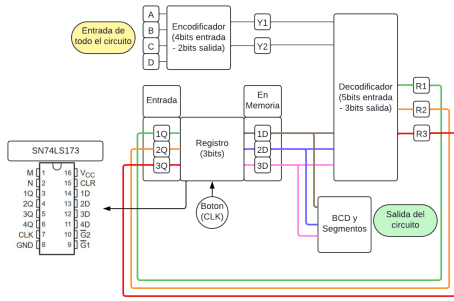 Entrada de
todo el circuito
A
B
C
D
Encodificador
(4bits entrada
- 2bits salida)
Y1
Y2
Decodificador
(5bits entrada
- 3bits salida)
R1
R2
R3
Entrada
1Q
2Q
3Q
Registro
(3bits)
En
Memoria
1D
2D
3D
Boton
(CLK)
BCD y
Segmentos
Salida del
circuito
SN74LS173
M 1 16 VCC
N 2 15 CLR
1Q 3 14 1D
2Q 4 13 2D
3Q 5 12 3D
4Q 6 11 4D
CLK 7 10 G2
GND 8 9 G1